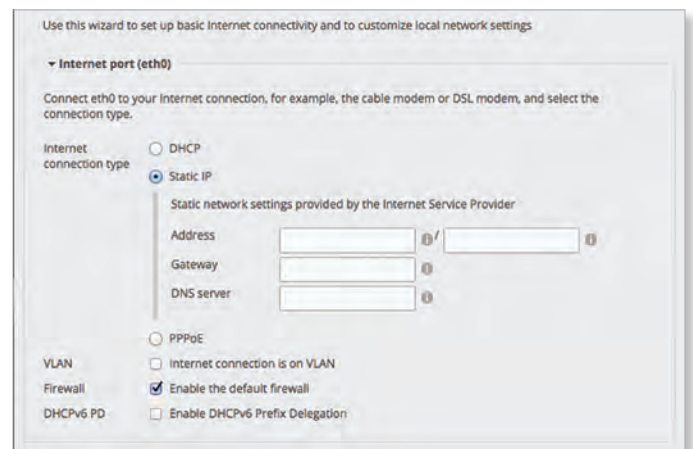 Use this wizard to set up basic Internet connectivity and to customize local network settings
Internet port (eth0)
Connect eth0 to your Internet connection, for example, the cable modem or DSL modem, and select the
connection type.
Internet
connection type
DHCP
Static IP
Static network settings provided by the Internet Service Provider
Address
/
Gateway
DNS server
PPPoE
VLAN
Internet connection is on VLAN
Firewall
Enable the default firewall
DHCPv6 PD
Enable DHCPv6 Prefix Delegation